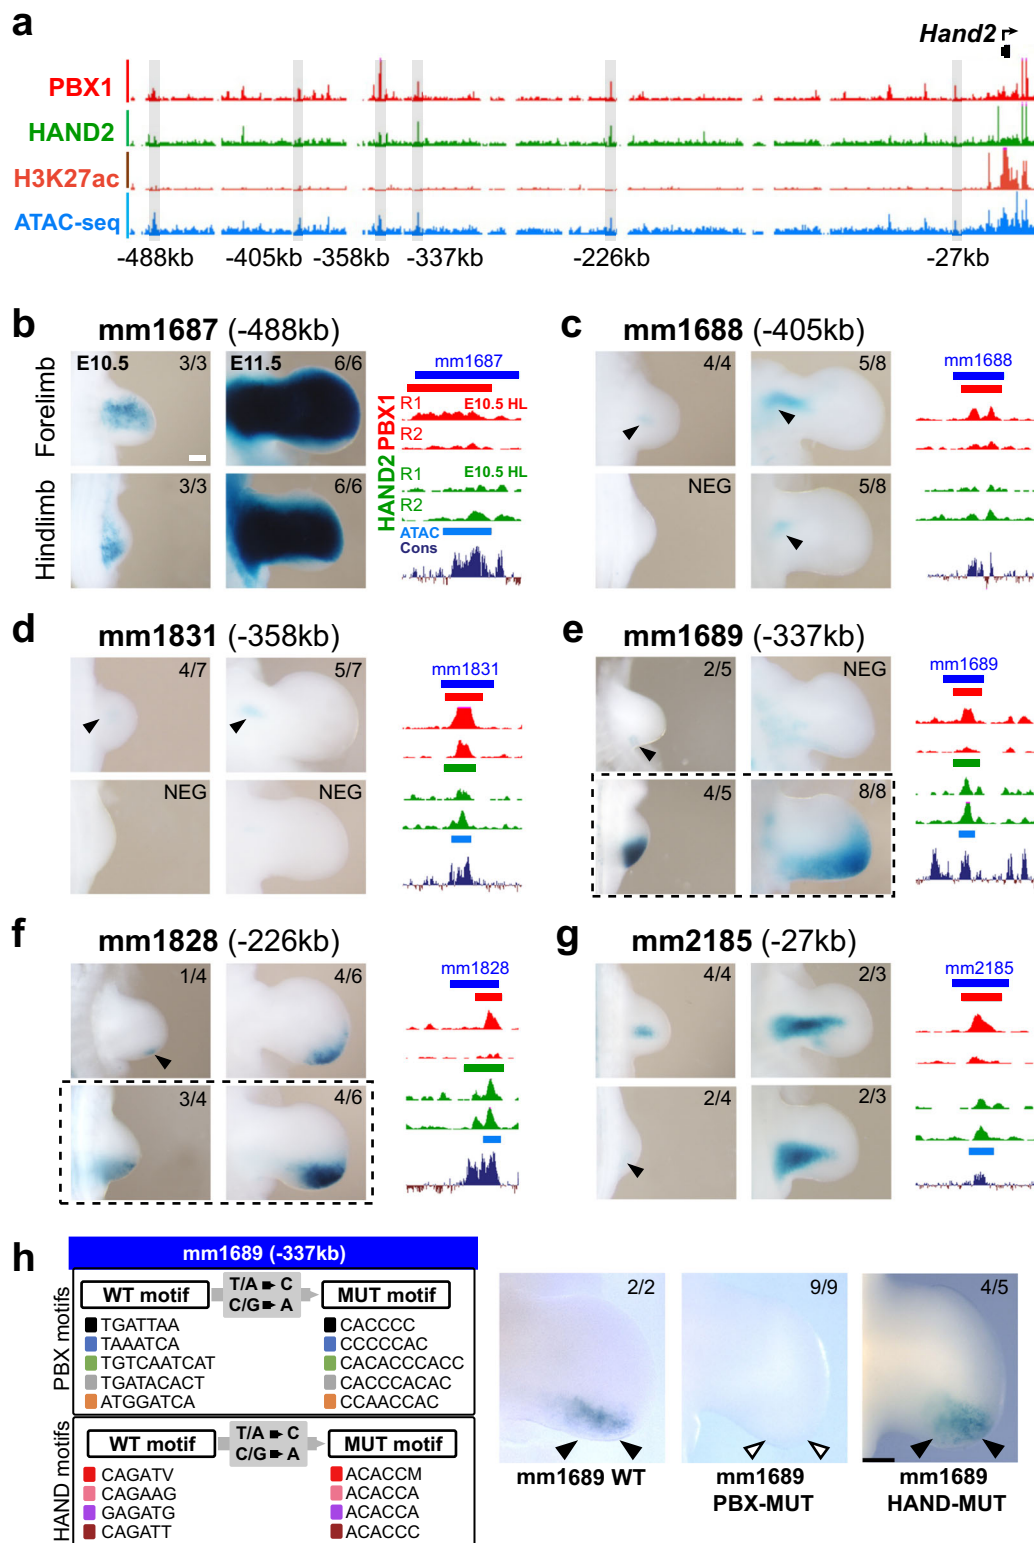 a
Hand2
PBX1
HAND2
H3K27ac
ATAC-seq
-488kb -405kb -358kb -337kb -226kb -27kb
b mm1687 (-488kb)
E10.5 3/3 E11.5 6/6
Forelimb
3/3 6/6
Hindlimb
mm1687
PBX1
R1 E10.5 HL
R2
HAND2
R1 E10.5 HL
R2
ATAC
Cons
c mm1688 (-405kb)
4/4 5/8
NEG 5/8
mm1688
d mm1831 (-358kb)
4/7 5/7
NEG NEG
mm1831
e mm1689 (-337kb)
2/5 NEG
4/5 8/8
mm1689
f mm1828 (-226kb)
1/4 4/6
3/4 4/6
mm1828
g mm2185 (-27kb)
4/4 2/3
2/4 2/3
mm2185
h
mm1689 (-337kb)
PBX motifs
WT motif T/A C MUT motif
C/G A
TGATTAA CACCCC
TAAATCA CCCCCAC
TGTCAATCAT CACACCCACC
TGATACACT CACCCACAC
ATGGATCA CCAACCAC
HAND motifs
WT motif T/A C MUT motif
C/G A
CAGATV ACACCM
CAGAAG ACACCA
GAGATG ACACCA
CAGATT ACACCC
2/2
mm1689 WT
9/9
mm1689
PBX-MUT
4/5
mm1689
HAND-MUT